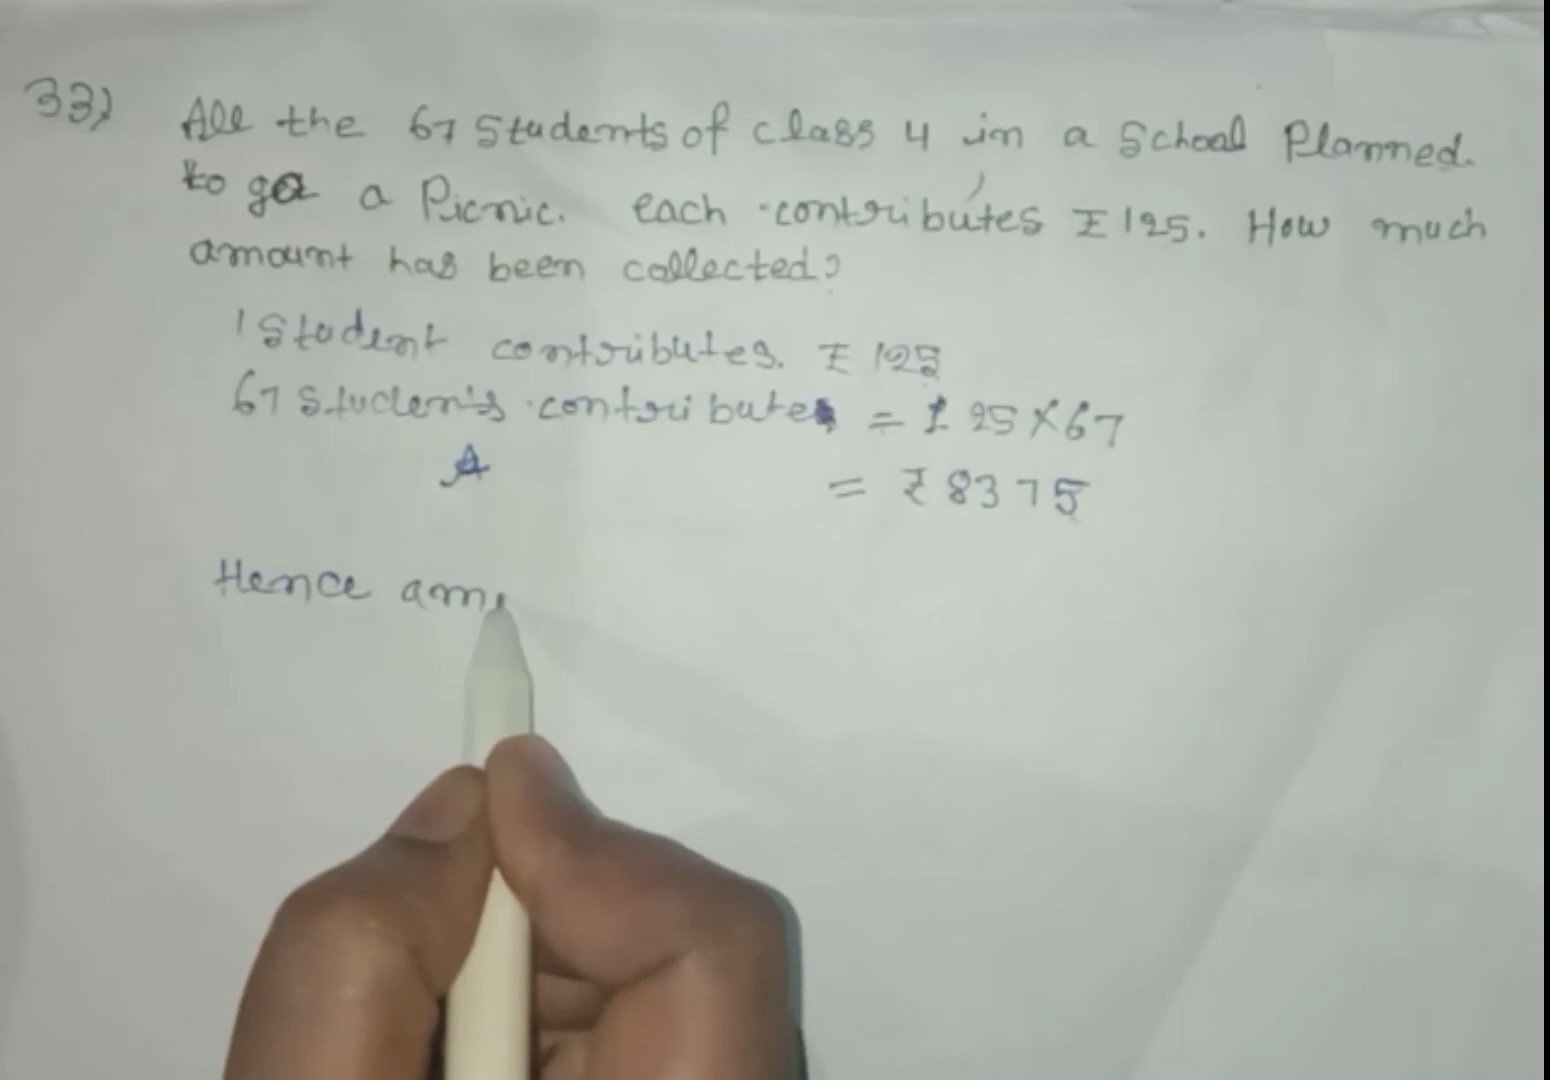 33) All the 67 Students of class 4 in a School Planned.
to go a Picnic. each contributes ₹125. How much
amount has been collected?
1 Student contributes. ₹ 125
67 Students contributes = ₹ 25 X 67
A
= ₹ 8375
Hence am